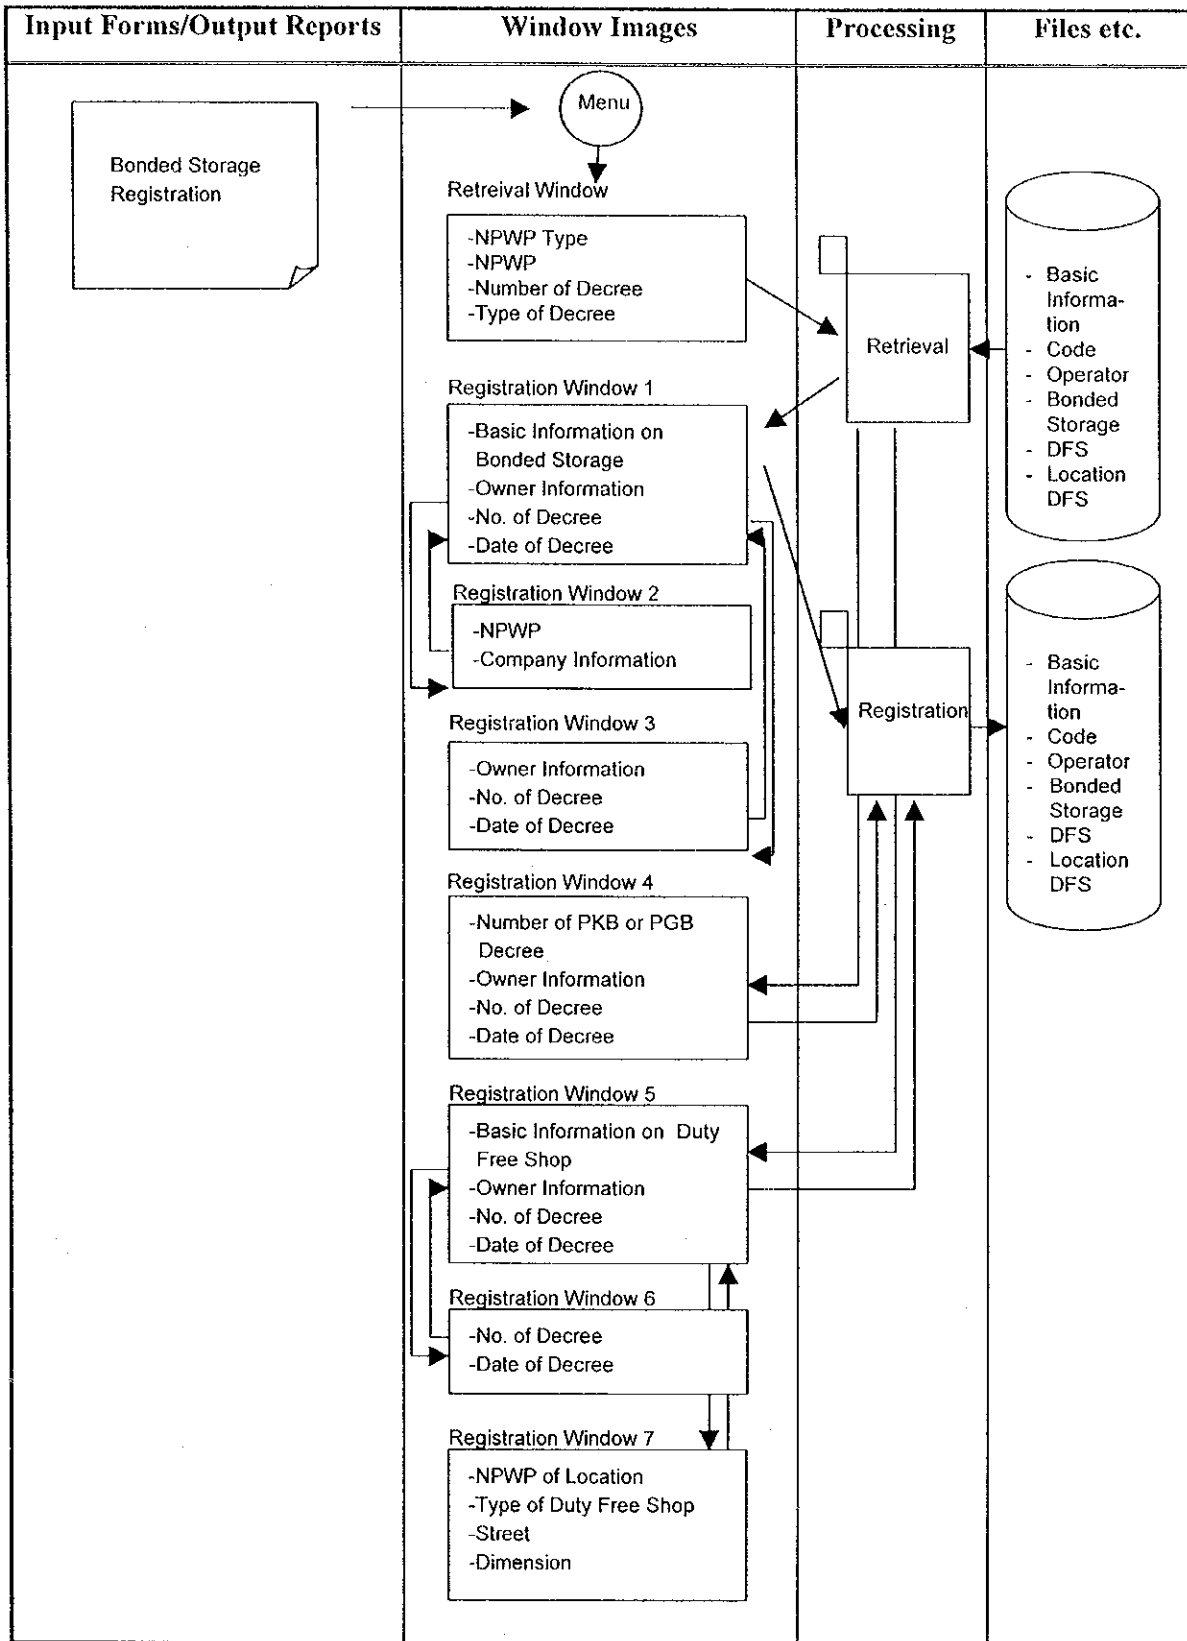 Input Forms/Output Reports
Window Images
Processing
Files etc.
Bonded Storage
Registration
Menu
Retreival Window
-NPWP Type
-NPWP
-Number of Decree
-Type of Decree
Retrieval
- Basic
Informa-
tion
- Code
- Operator
- Bonded
Storage
- DFS
- Location
DFS
Registration Window 1
-Basic Information on
Bonded Storage
-Owner Information
-No. of Decree
-Date of Decree
Registration Window 2
-NPWP
-Company Information
Registration
- Basic
Informa-
tion
- Code
- Operator
- Bonded
Storage
- DFS
- Location
DFS
Registration Window 3
-Owner Information
-No. of Decree
-Date of Decree
Registration Window 4
-Number of PKB or PGB
Decree
-Owner Information
-No. of Decree
-Date of Decree
Registration Window 5
-Basic Information on Duty
Free Shop
-Owner Information
-No. of Decree
-Date of Decree
Registration Window 6
-No. of Decree
-Date of Decree
Registration Window 7
-NPWP of Location
-Type of Duty Free Shop
-Street
-Dimension